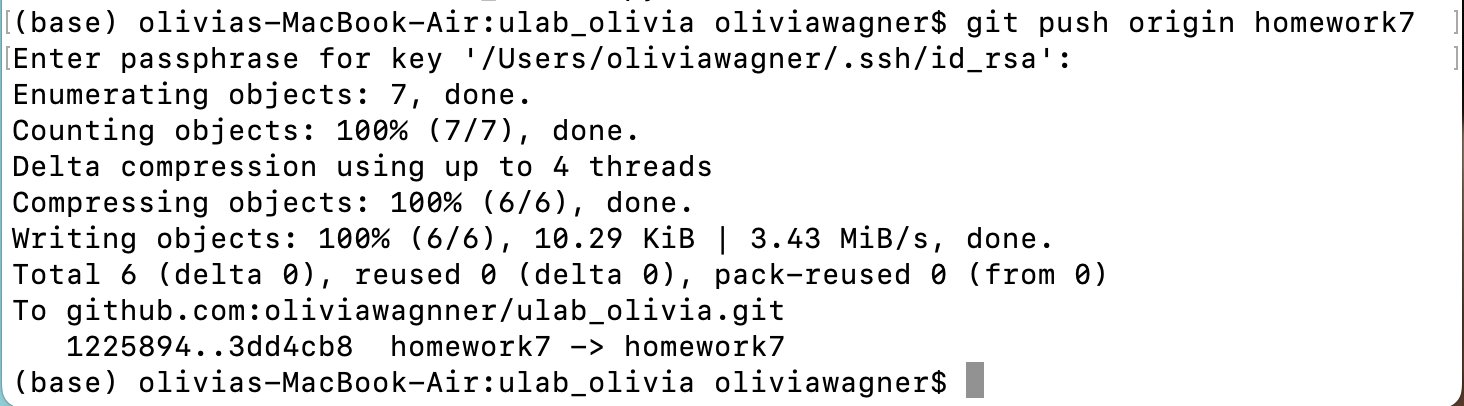 (base) olivias-MacBook-Air:ulab_olivia oliviawagner$ git push origin homework7
Enter passphrase for key '/Users/oliviawagner/.ssh/id_rsa':
Enumerating objects: 7, done.
Counting objects: 100% (7/7), done.
Delta compression using up to 4 threads
Compressing objects: 100% (6/6), done.
Writing objects: 100% (6/6), 10.29 KiB | 3.43 MiB/s, done.
Total 6 (delta 0), reused 0 (delta 0), pack-reused 0 (from 0)
To github.com:oliviawagnner/ulab_olivia.git
   1225894..3dd4cb8  homework7 -> homework7
(base) olivias-MacBook-Air:ulab_olivia oliviawagner$